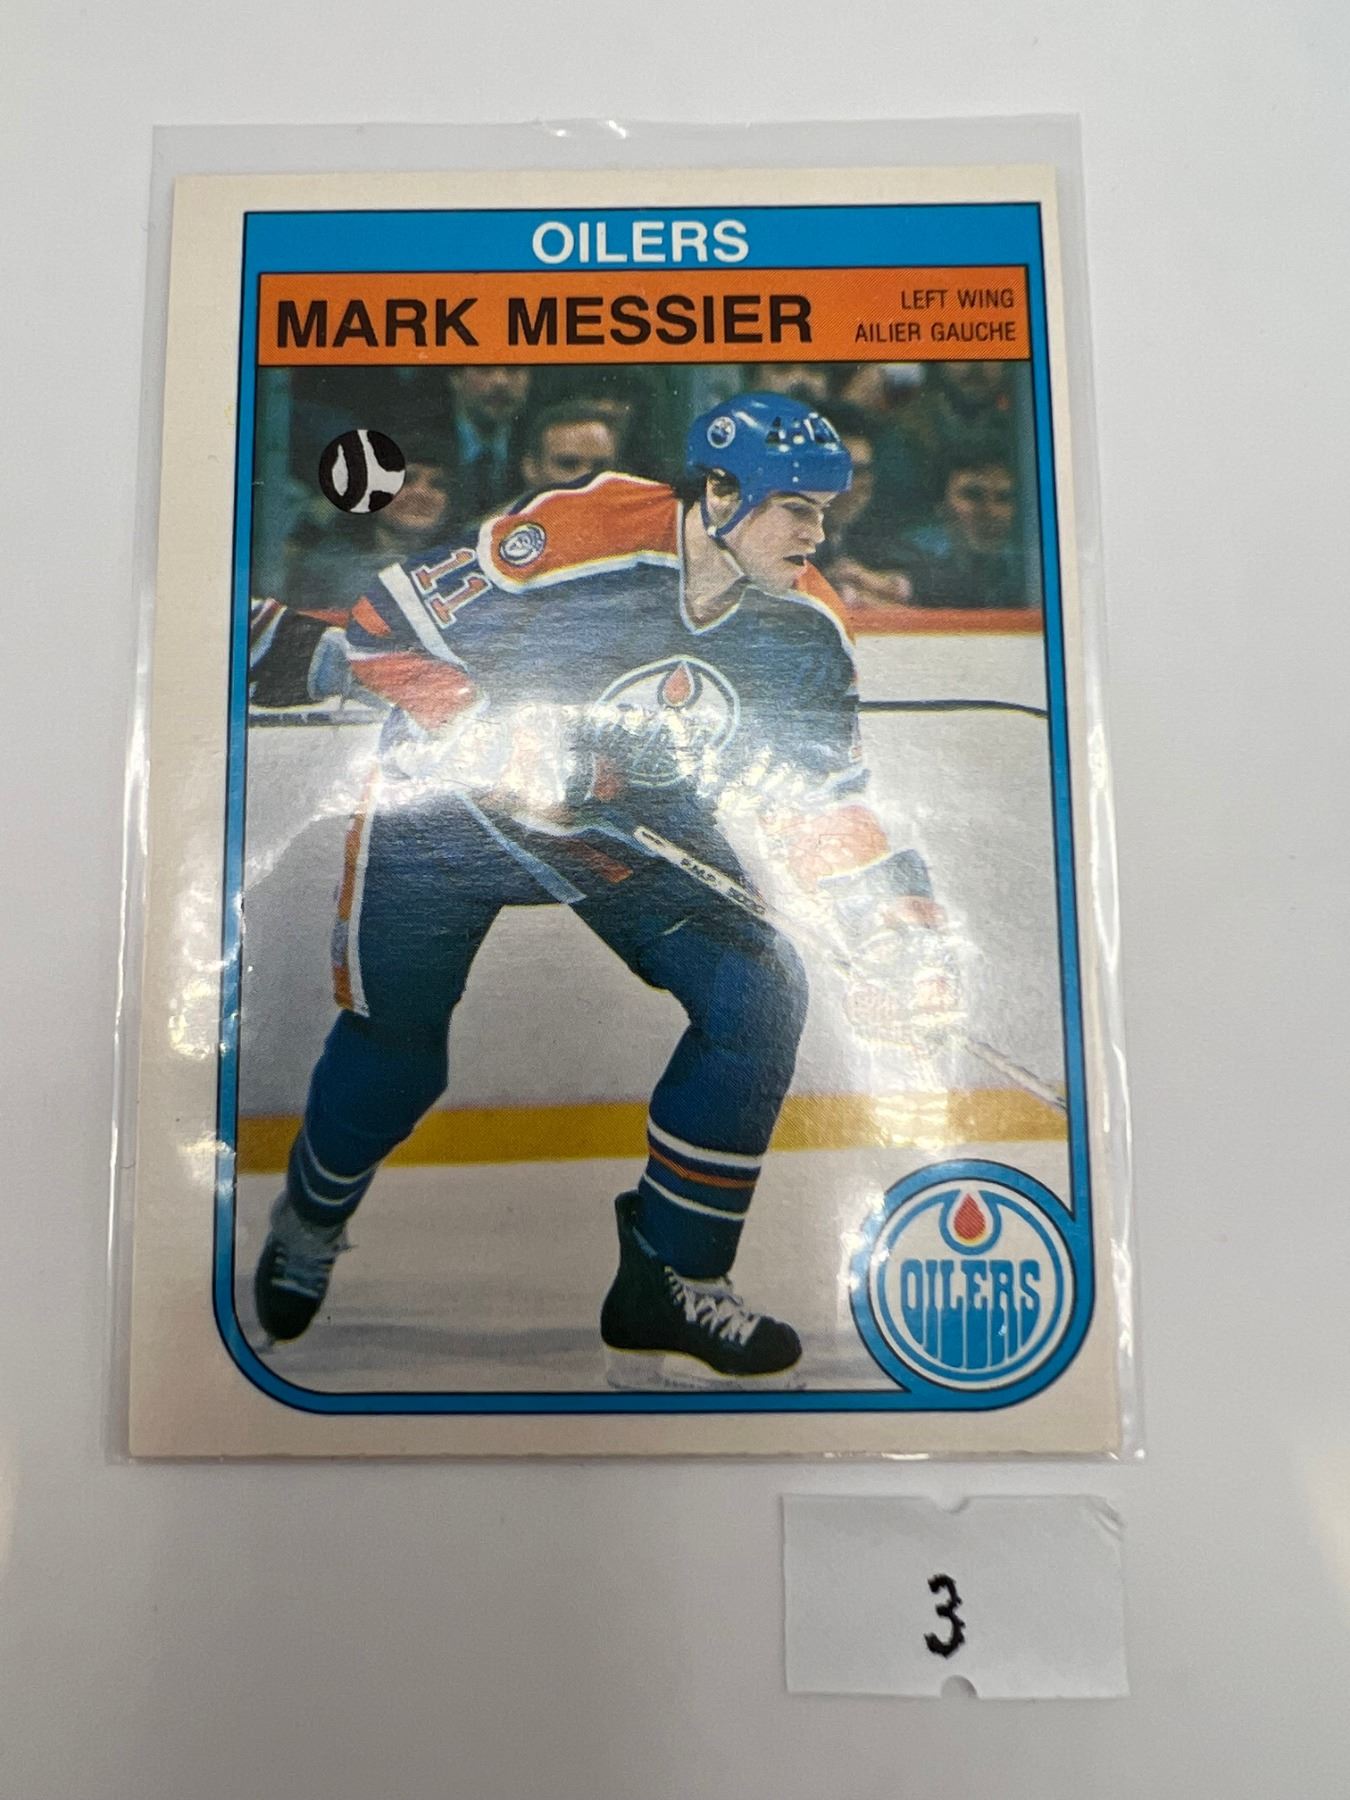 OILERS
MARK MESSIER
LEFT WING
AILIER GAUCHE
11
OILERS
3